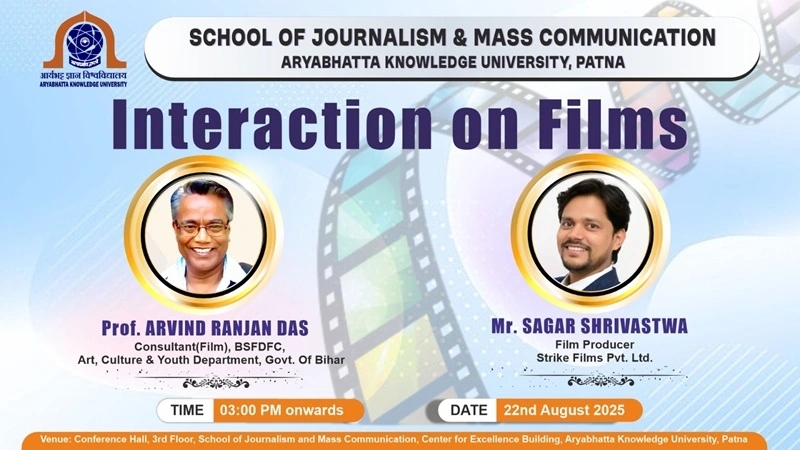 SCHOOL OF JOURNALISM & MASS COMMUNICATION
ARYABHATTA KNOWLEDGE UNIVERSITY, PATNA
आर्यभट्ट ज्ञान विश्वविद्यालय
ARYABHATTA KNOWLEDGE UNIVERSITY
Interaction on Films
Prof. ARVIND RANJAN DAS
Consultant(Film), BSFDFC,
Art, Culture & Youth Department, Govt. Of Bihar
Mr. SAGAR SHRIVASTWA
Film Producer
Strike Films Pvt. Ltd.
TIME 03:00 PM onwards
DATE 22nd August 2025
Venue: Conference Hall, 3rd Floor, School of Journalism and Mass Communication, Center for Excellence Building, Aryabhatta Knowledge University, Patna